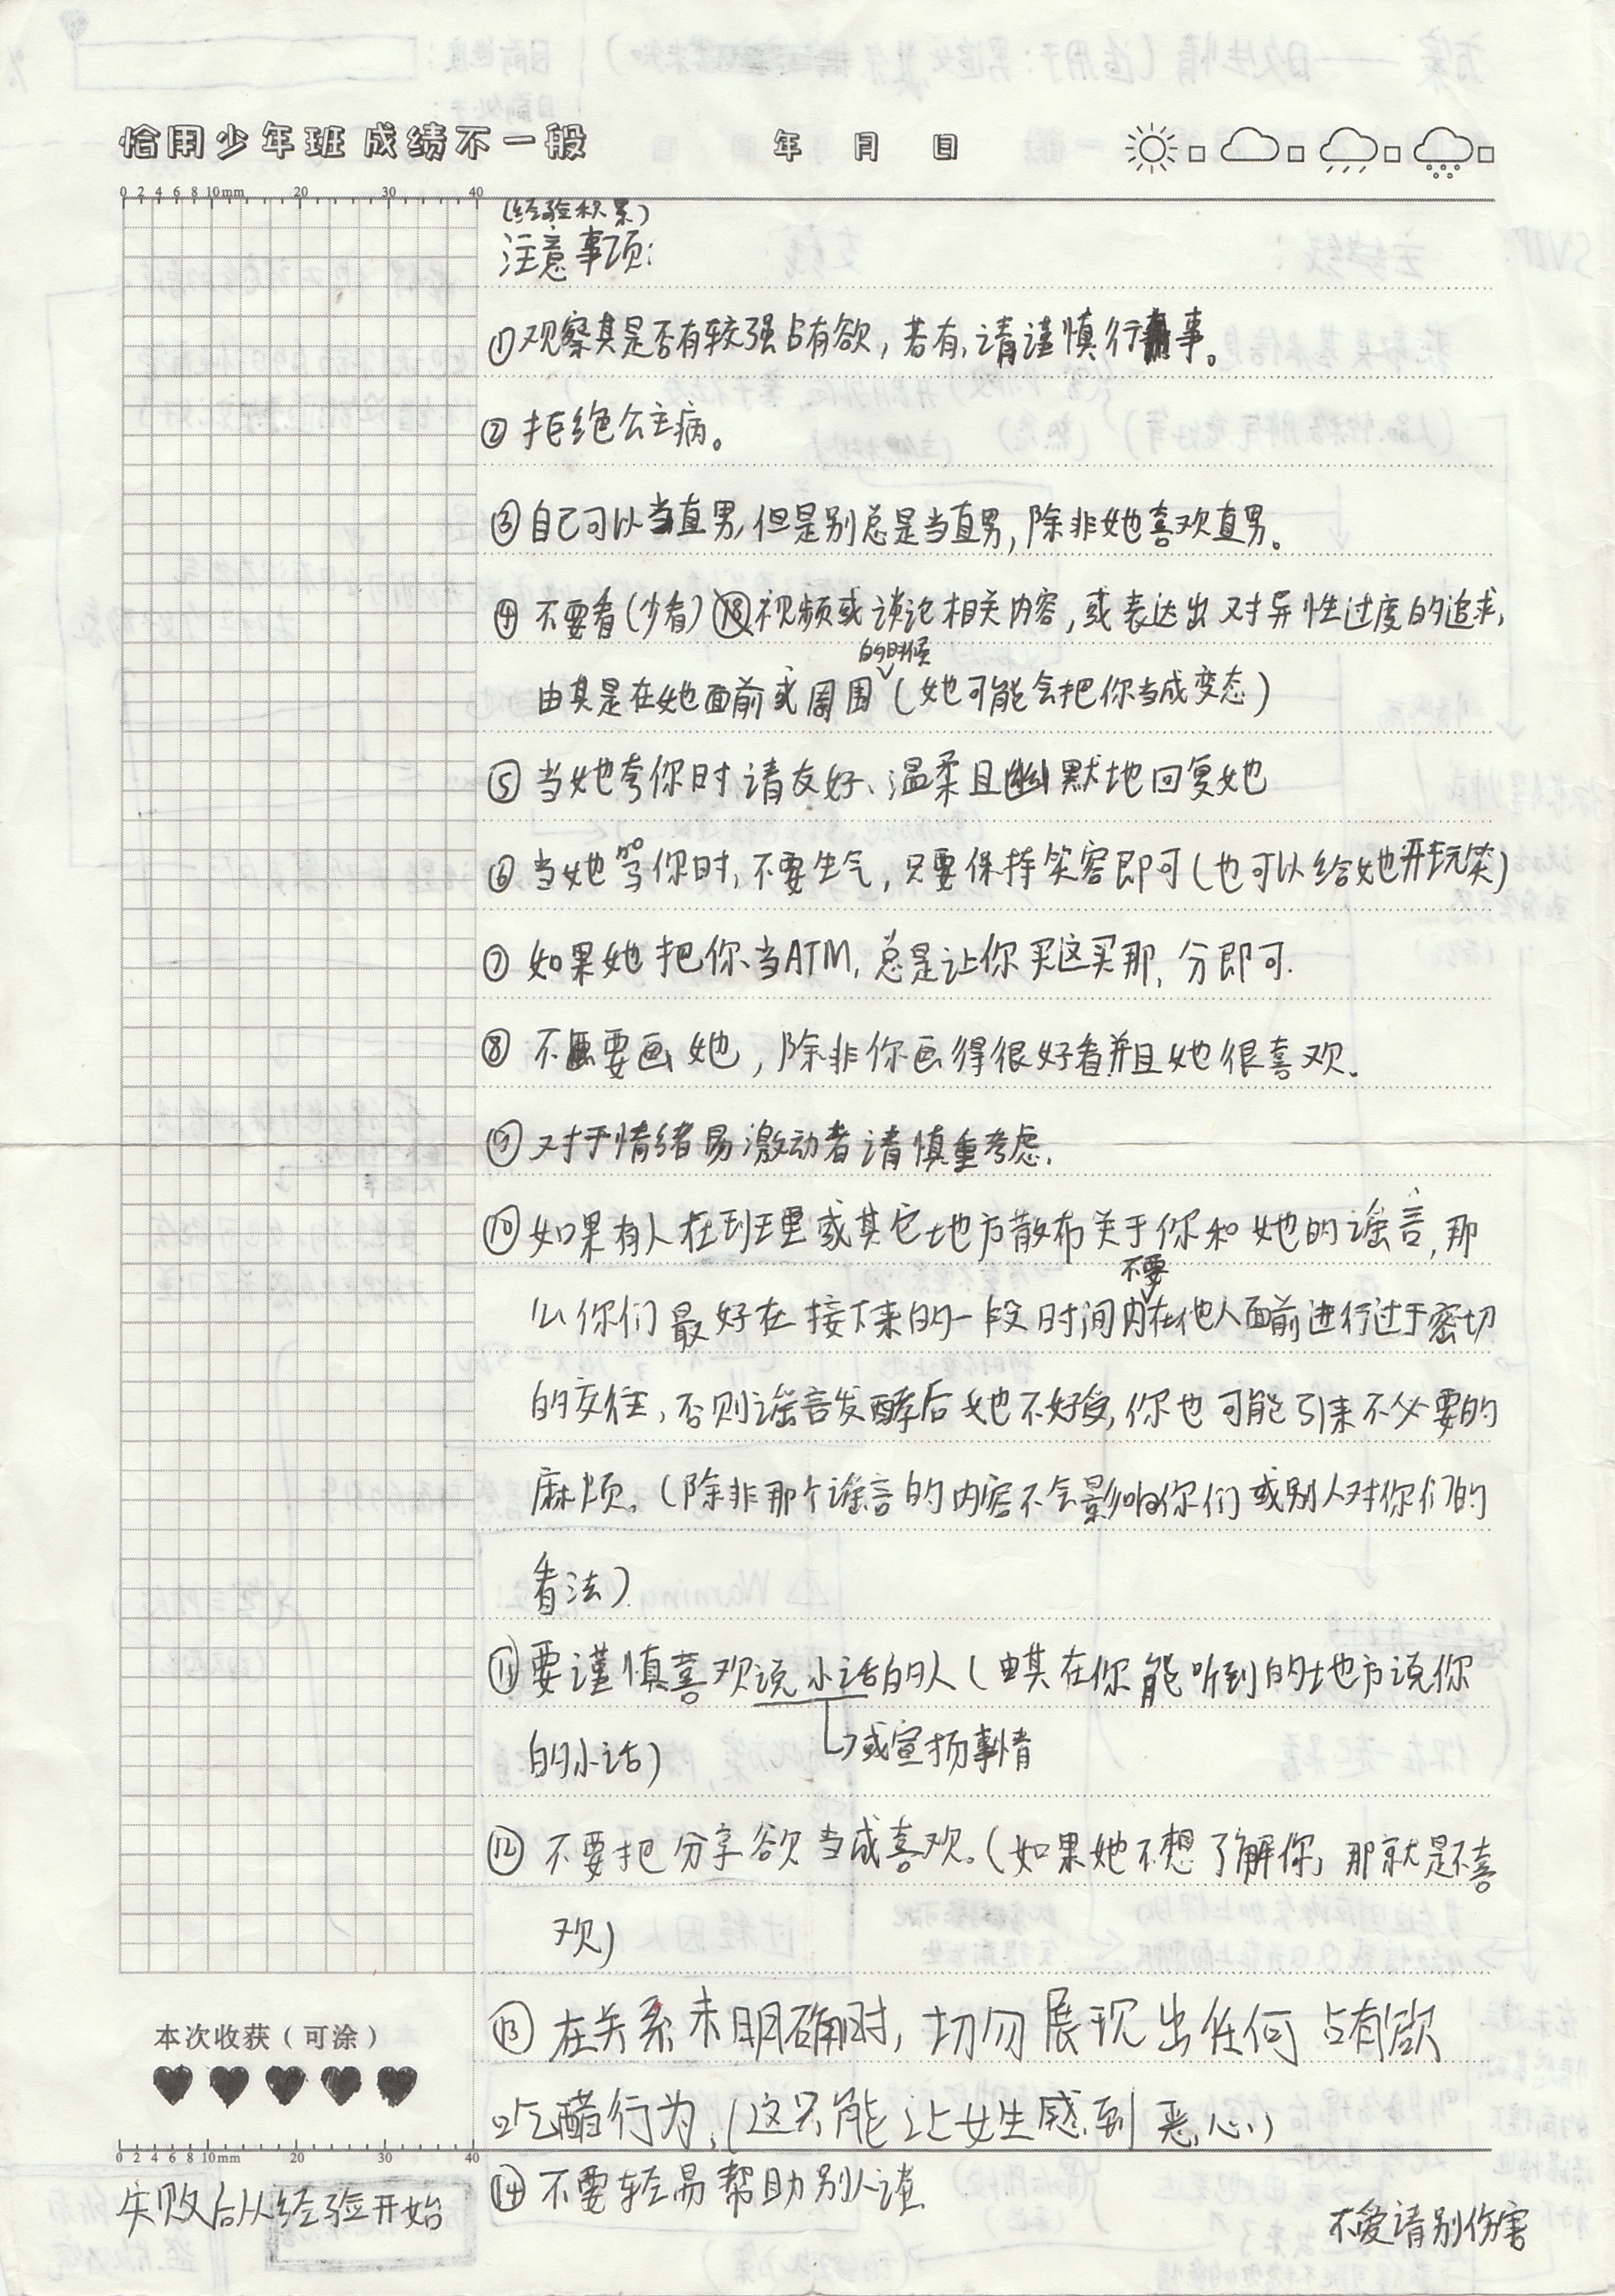 恰同少年班 成绩不一般 年 月 日
0 2 4 6 8 10mm 20 30 40
(经验积累)
注意事项:
①观察其是否有较强占有欲,若有,请谨慎行事。
②拒绝公主病。
③自己可以当直男,但是别总是当直男,除非她喜欢直男。
④不要看(少看)⑱视频或谈论相关内容,或表达出对异性过度的追求,
的时候
由其是在她面前或周围(她可能会把你当成变态)
⑤当她夸你时请友好、温柔且幽默地回复她
⑥当她骂你时,不要生气,只要保持笑容即可(也可以给她开玩笑)
⑦如果她把你当ATM,总是让你买这买那,分即可.
⑧不要画她,除非你画得很好看并且她很喜欢.
⑨对于情绪易激动者请慎重考虑.
⑩如果有人在班理或其它地方散布关于你和她的谣言,那
不要
么你们最好在接下来的一段时间内在他人面前进行过于密切
的交往,否则谣言发酵后她不好受,你也可能引来不必要的
麻烦。(除非那个谣言的内容不会影响你们或别人对你们的
看法)
⑪要谨慎喜欢说小话的人(由其在你能听到的地方说你
的小话) 或宣扬事情
⑫不要把分享欲当成喜欢。(如果她不想了解你,那就是不喜
欢)
⑬在关系未明确时,切勿展现出任何占有欲
本次收获(可涂)
吃醋行为,(这只能让女生感到恶心)
0 2 4 6 8 10mm 20 30 40
⑭不要轻易帮助别人追
失败后从经验开始
不爱请别伤害